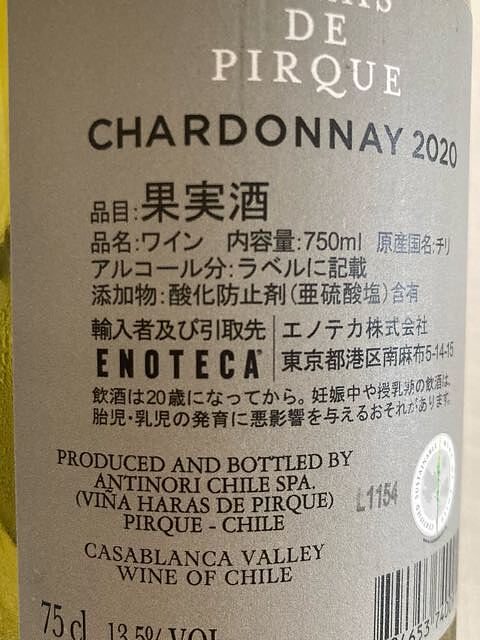 DE
PIRQUE
CHARDONNAY 2020
品目:果実酒
品名:ワイン 内容量:750ml 原産国名:チリ
アルコール分:ラベルに記載
添加物:酸化防止剤(亜硫酸塩)含有
輸入者及び引取先 エノテカ株式会社
ENOTECA 東京都港区南麻布5-14-15
飲酒は20歳になってから。妊娠中や授乳期の飲酒は、
胎児・乳児の発育に悪影響を与えるおそれがあります。
PRODUCED AND BOTTLED BY
ANTINORI CHILE SPA.
(VIÑA HARAS DE PIRQUE)
PIRQUE - CHILE
L1154
CASABLANCA VALLEY
WINE OF CHILE
75 cl 13.5% VOL